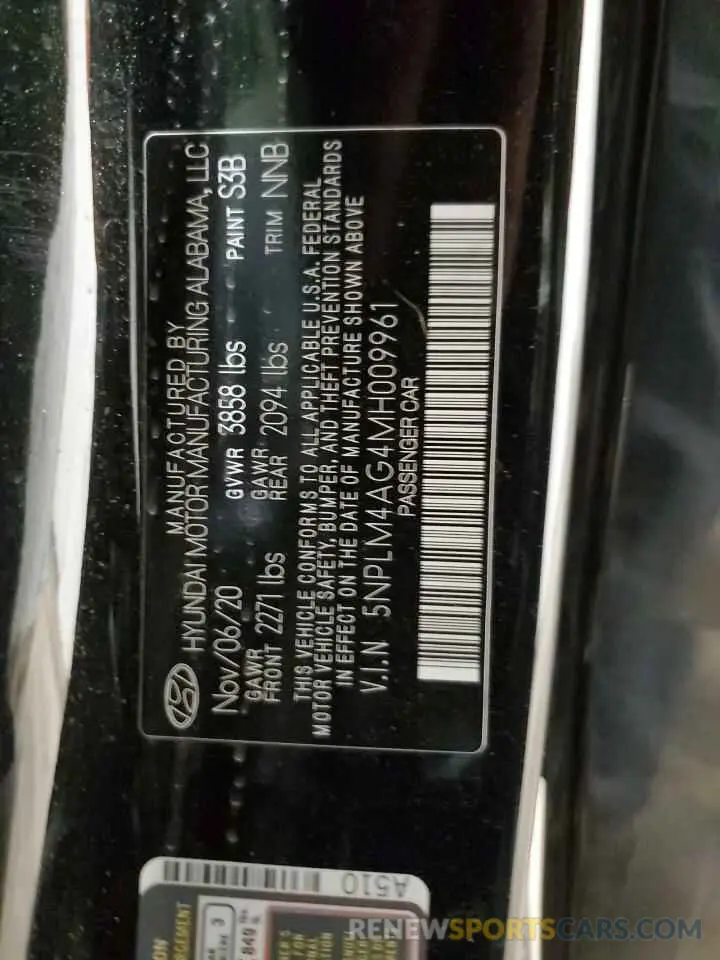 MANUFACTURED BY
HYUNDAI MOTOR MANUFACTURING ALABAMA, LLC
Nov/06/20 GVWR 3858 lbs PAINT S3B
GAWR GAWR
FRONT 2271 lbs REAR 2094 lbs TRIM NNB
THIS VEHICLE CONFORMS TO ALL APPLICABLE U.S.A. FEDERAL
MOTOR VEHICLE SAFETY, BUMPER, AND THEFT PREVENTION STANDARDS
IN EFFECT ON THE DATE OF MANUFACTURE SHOWN ABOVE
V.I.N 5NPLM4AG4MH009961
PASSENGER CAR
A510
RENEWSPORTSCARS.COM